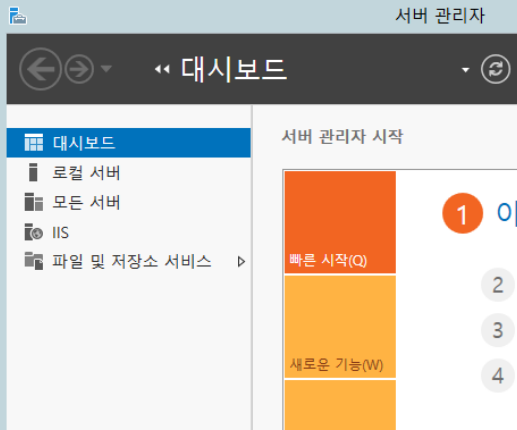 서버 관리자
‹‹ 대시보드
대시보드
로컬 서버
모든 서버
IIS
파일 및 저장소 서비스
서버 관리자 시작
빠른 시작(Q)
새로운 기능(W)
1
2
3
4